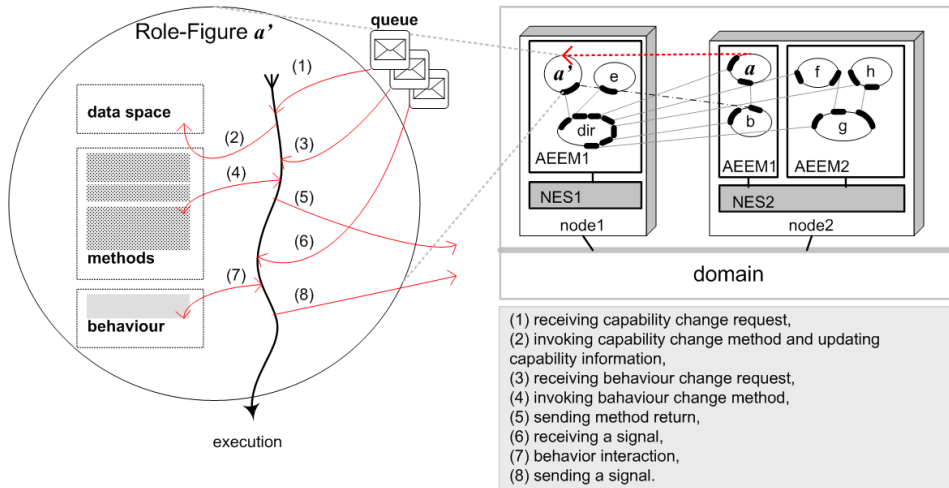 Role-Figure a’
queue
(1)
data space
(2)
(3)
(4)
(5)
methods
(6)
(7)
behaviour
(8)
execution
a’
e
dir
AEEM1
NES1
node1
a
b
f
h
g
AEEM1
AEEM2
NES2
node2
domain
(1) receiving capability change request,
(2) invoking capability change method and updating
capability information,
(3) receiving behaviour change request,
(4) invoking bahaviour change method,
(5) sending method return,
(6) receiving a signal,
(7) behavior interaction,
(8) sending a signal.